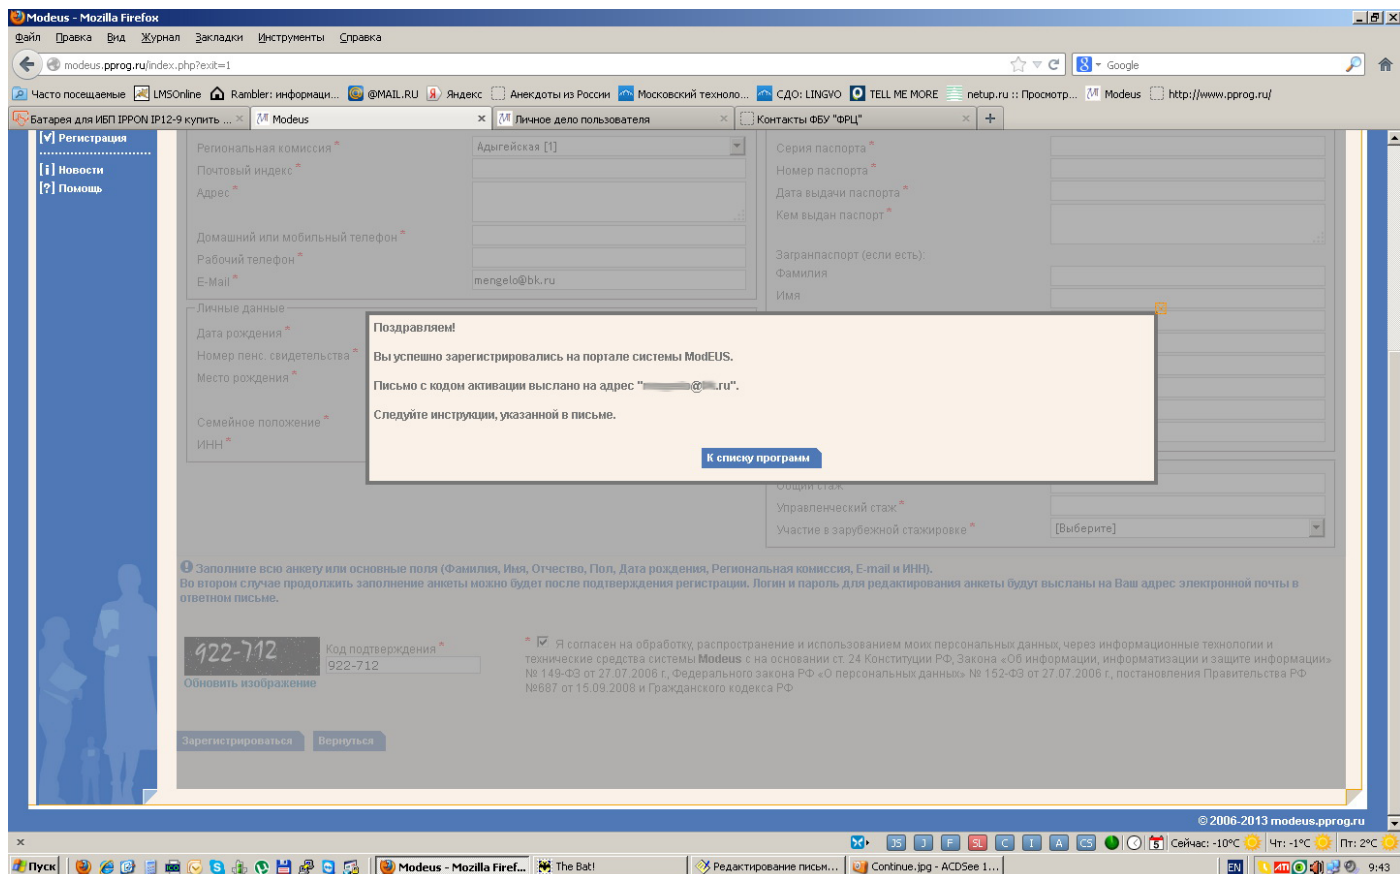 Modeus - Mozilla Firefox
Файл Правка Вид Журнал Закладки Инструменты Справка
modeus.pprog.ru/index.php?exit=1
Google
Часто посещаемые LMSOnline Rambler: информаци... @MAIL.RU Яндекс Анекдоты из России Московский техноло... СДО: LINGVO TELL ME MORE netup.ru :: Просмотр... Modeus http://www.pprog.ru/
Батарея для ИБП IPPON IP12-9 купить ... Modeus Личное дело пользователя Контакты ФБУ "ФРЦ"
[√] Регистрация
[i] Новости
[?] Помощь
Региональная комиссия *
Адыгейская [1]
Почтовый индекс *
Адрес *
Домашний или мобильный телефон *
Рабочий телефон *
E-Mail *
mengelo@bk.ru
Серия паспорта *
Номер паспорта *
Дата выдачи паспорта *
Кем выдан паспорт *
Загранпаспорт (если есть):
Фамилия
Имя
Личные данные
Дата рождения *
Номер пенс. свидетельства *
Место рождения *
Семейное положение *
ИНН *
Поздравляем!
Вы успешно зарегистрировались на портале системы ModEUS.
Письмо с кодом активации выслано на адрес " @ .ru".
Следуйте инструкции, указанной в письме.
К списку программ
Общий стаж
Управленческий стаж *
Участие в зарубежной стажировке *
[Выберите]
Заполните всю анкету или основные поля (Фамилия, Имя, Отчество, Пол, Дата рождения, Региональная комиссия, E-mail и ИНН).
Во втором случае продолжить заполнение анкеты можно будет после подтверждения регистрации. Логин и пароль для редактирования анкеты будут высланы на Ваш адрес электронной почты в
ответном письме.
922-712
Код подтверждения *
922-712
Обновить изображение
* Я согласен на обработку, распространение и использованием моих персональных данных, через информационные технологии и
технические средства системы Modeus с на основании ст. 24 Конституции РФ, Закона «Об информации, информатизации и защите информации»
№ 149-ФЗ от 27.07.2006 г., Федерального закона РФ «О персональных данных» № 152-ФЗ от 27.07.2006 г., постановления Правительства РФ
№687 от 15.09.2008 и Гражданского кодекса РФ
Зарегистрироваться Вернуться
© 2006-2013 modeus.pprog.ru
JS J F SL C I A CS 5 Сейчас: -10°C Чт: -1°C Пт: 2°C
Пуск Modeus - Mozilla Firef... The Bat! Редактирование письм... Continue.jpg - ACDSee 1... EN 9:43